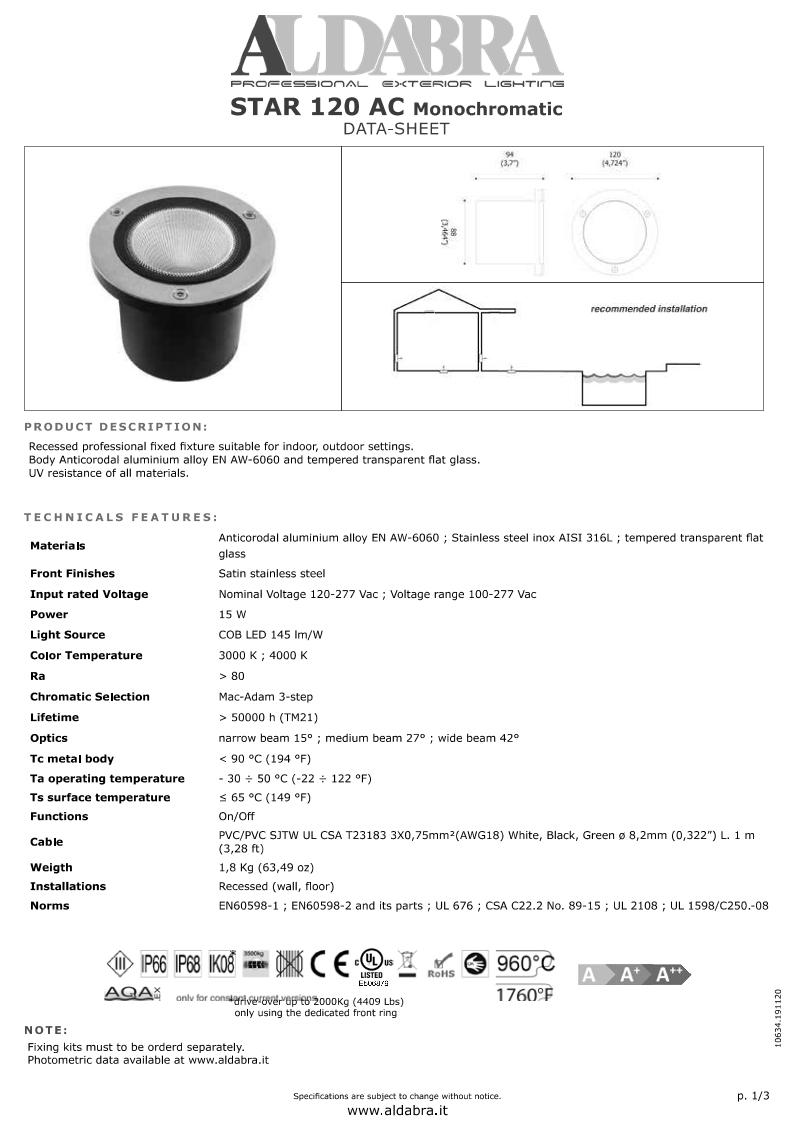 ALDABRA
PROFESSIONAL EXTERIOR LIGHTING
STAR 120 AC Monochromatic
DATA-SHEET
94
(3,7")
120
(4,724")
88
(3,464")
recommended installation
PRODUCT DESCRIPTION:
Recessed professional fixed fixture suitable for indoor, outdoor settings.
Body Anticorodal aluminium alloy EN AW-6060 and tempered transparent flat glass.
UV resistance of all materials.
TECHNICALS FEATURES:
Materials Anticorodal aluminium alloy EN AW-6060 ; Stainless steel inox AISI 316L ; tempered transparent flat
glass
Front Finishes Satin stainless steel
Input rated Voltage Nominal Voltage 120-277 Vac ; Voltage range 100-277 Vac
Power 15 W
Light Source COB LED 145 lm/W
Color Temperature 3000 K ; 4000 K
Ra > 80
Chromatic Selection Mac-Adam 3-step
Lifetime > 50000 h (TM21)
Optics narrow beam 15° ; medium beam 27° ; wide beam 42°
Tc metal body < 90 °C (194 °F)
Ta operating temperature - 30 ÷ 50 °C (-22 ÷ 122 °F)
Ts surface temperature ≤ 65 °C (149 °F)
Functions On/Off
Cable PVC/PVC SJTW UL CSA T23183 3X0,75mm²(AWG18) White, Black, Green ø 8,2mm (0,322”) L. 1 m
(3,28 ft)
Weigth 1,8 Kg (63,49 oz)
Installations Recessed (wall, floor)
Norms EN60598-1 ; EN60598-2 and its parts ; UL 676 ; CSA C22.2 No. 89-15 ; UL 2108 ; UL 1598/C250.-08
III IP66 IP68 IK08* 3500kg CE c UL US LISTED RoHS 960°C A A+ A++
AQA EX only for constant current versions 1760°F
*drive-over up to 2000Kg (4409 Lbs)
only using the dedicated front ring
NOTE:
Fixing kits must to be orderd separately.
Photometric data available at www.aldabra.it
10634.191120
Specifications are subject to change without notice.
p. 1/3
www.aldabra.it